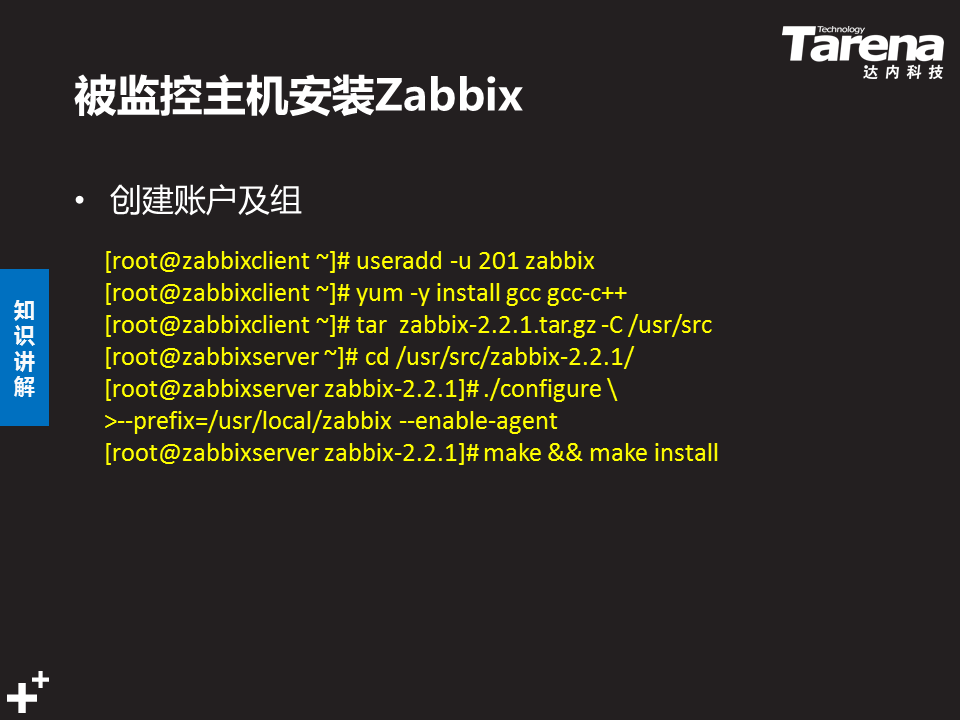 Technology
Tarena
达内科技
被监控主机安装Zabbix
• 创建账户及组
[root@zabbixclient ~]# useradd -u 201 zabbix
[root@zabbixclient ~]# yum -y install gcc gcc-c++
[root@zabbixclient ~]# tar  zabbix-2.2.1.tar.gz -C /usr/src
[root@zabbixserver ~]# cd /usr/src/zabbix-2.2.1/
[root@zabbixserver zabbix-2.2.1]# ./configure \
>--prefix=/usr/local/zabbix --enable-agent
[root@zabbixserver zabbix-2.2.1]# make && make install
知识讲解